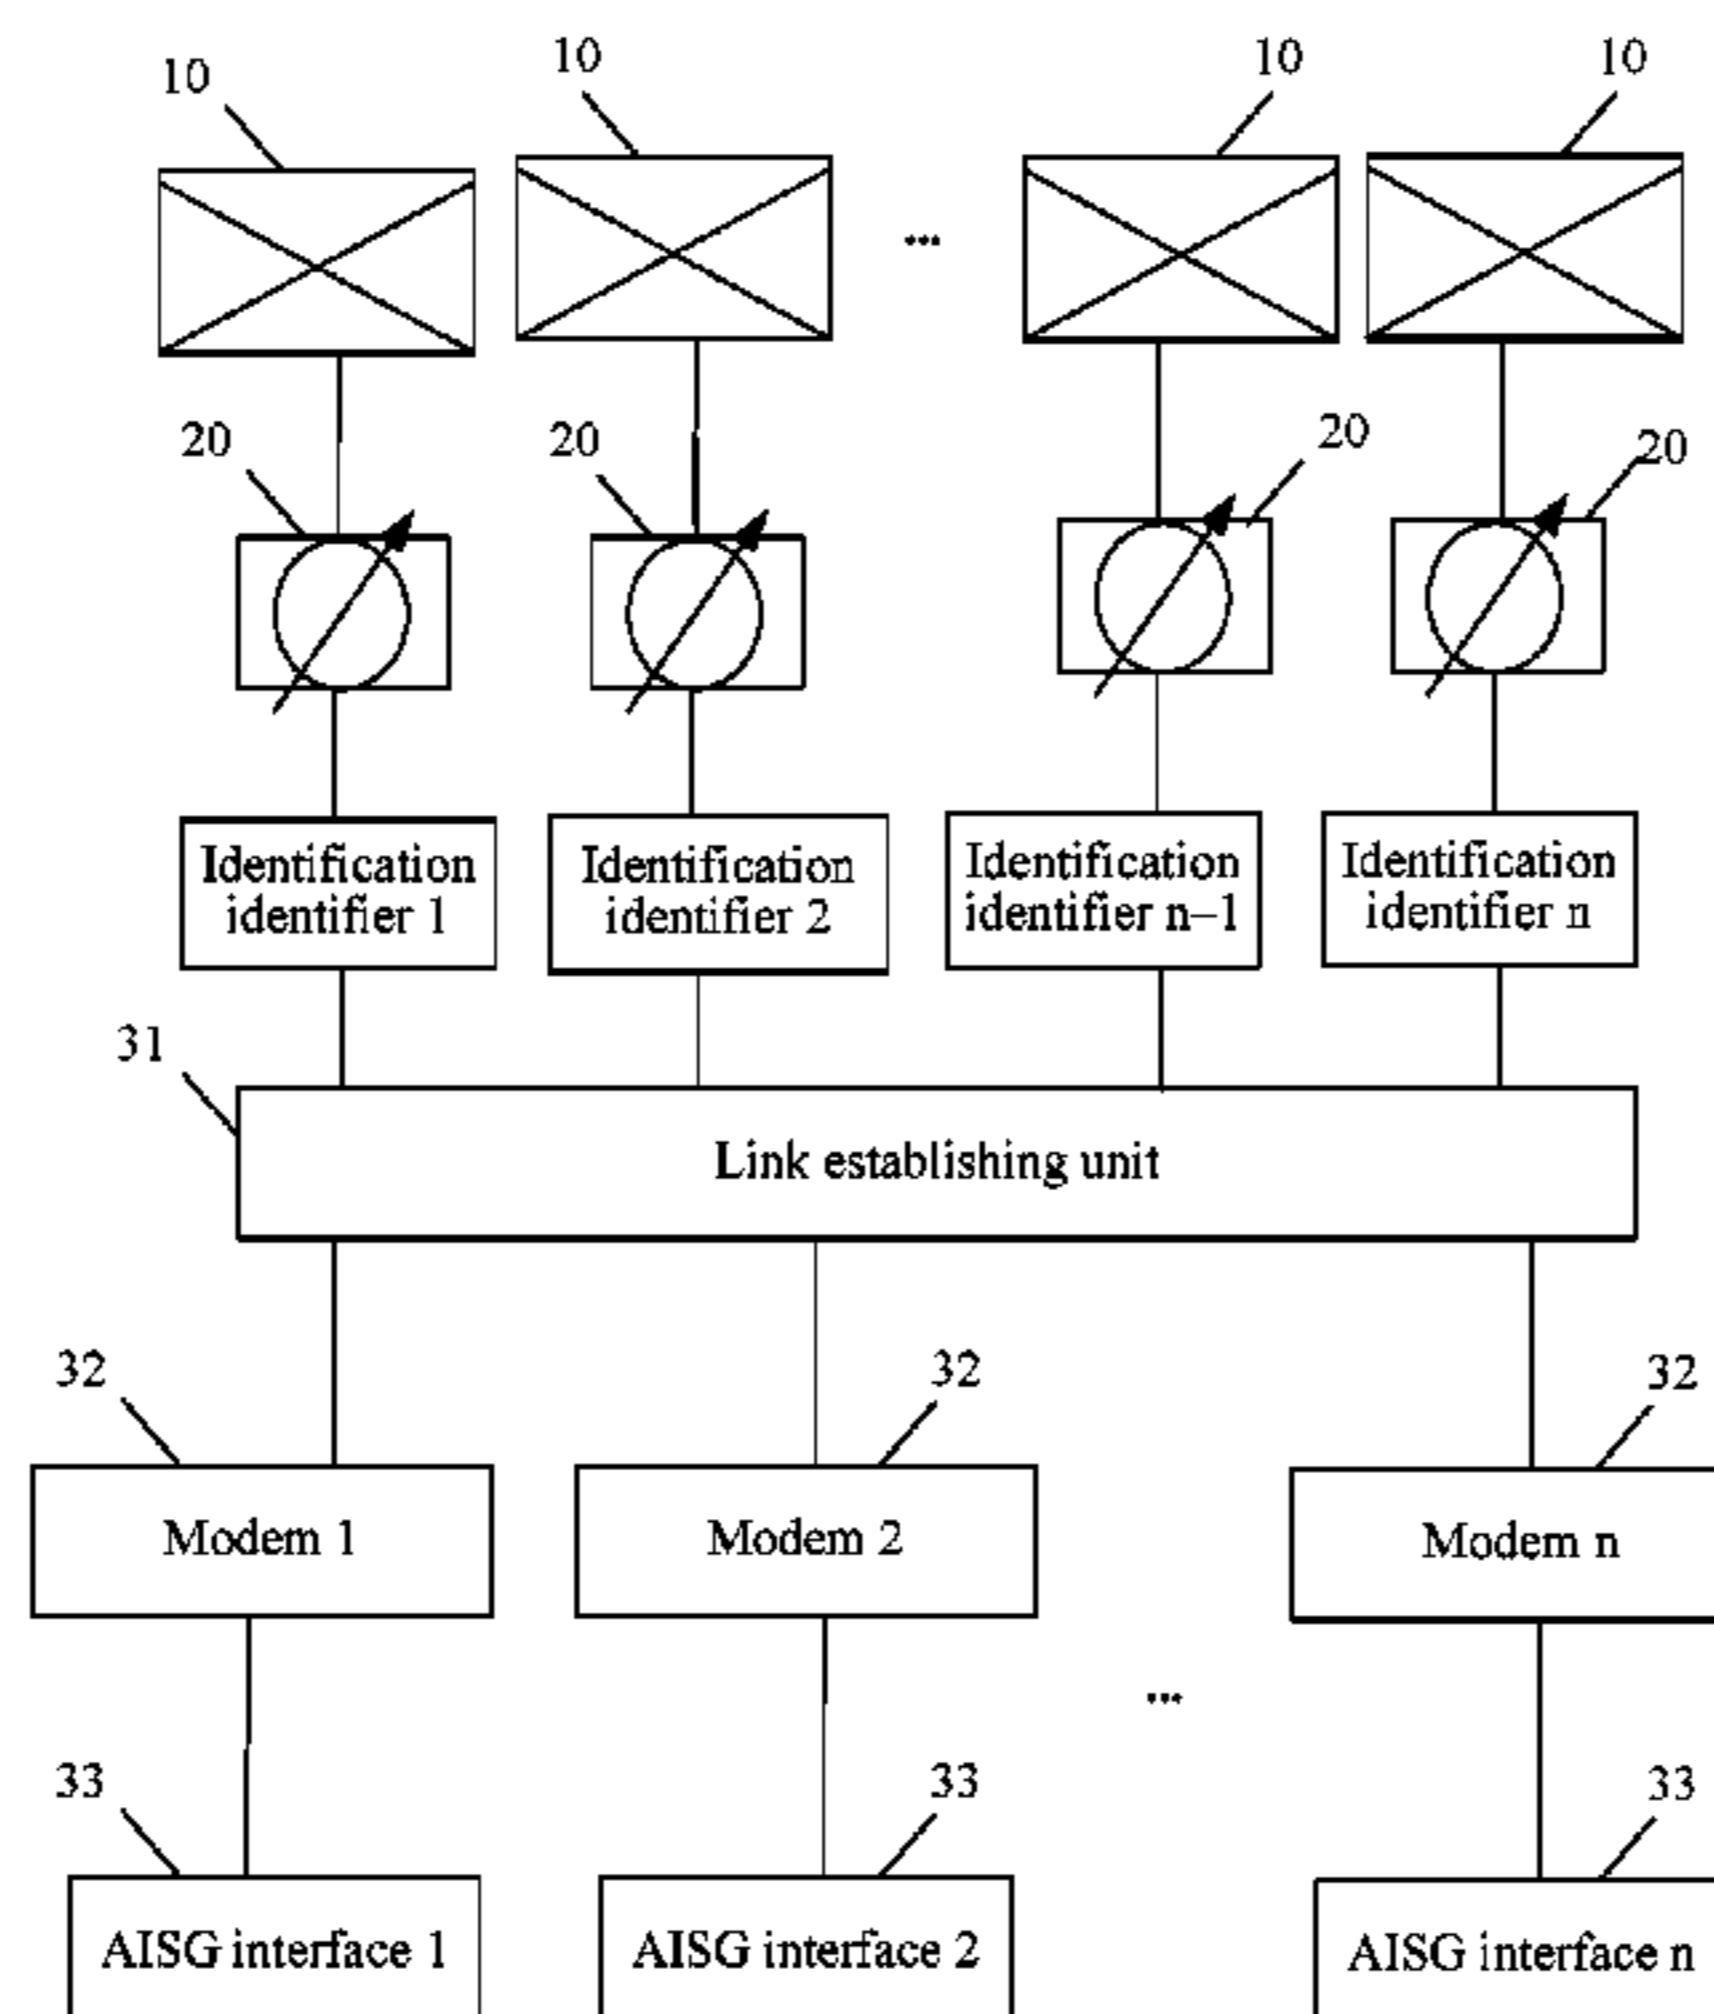 10 10 10 10
...
20 20 20 20
Identification
identifier 1
Identification
identifier 2
Identification
identifier n–1
Identification
identifier n
31
Link establishing unit
32 32 32
Modem 1 Modem 2 Modem n
...
33 33 33
AISG interface 1 AISG interface 2 AISG interface n